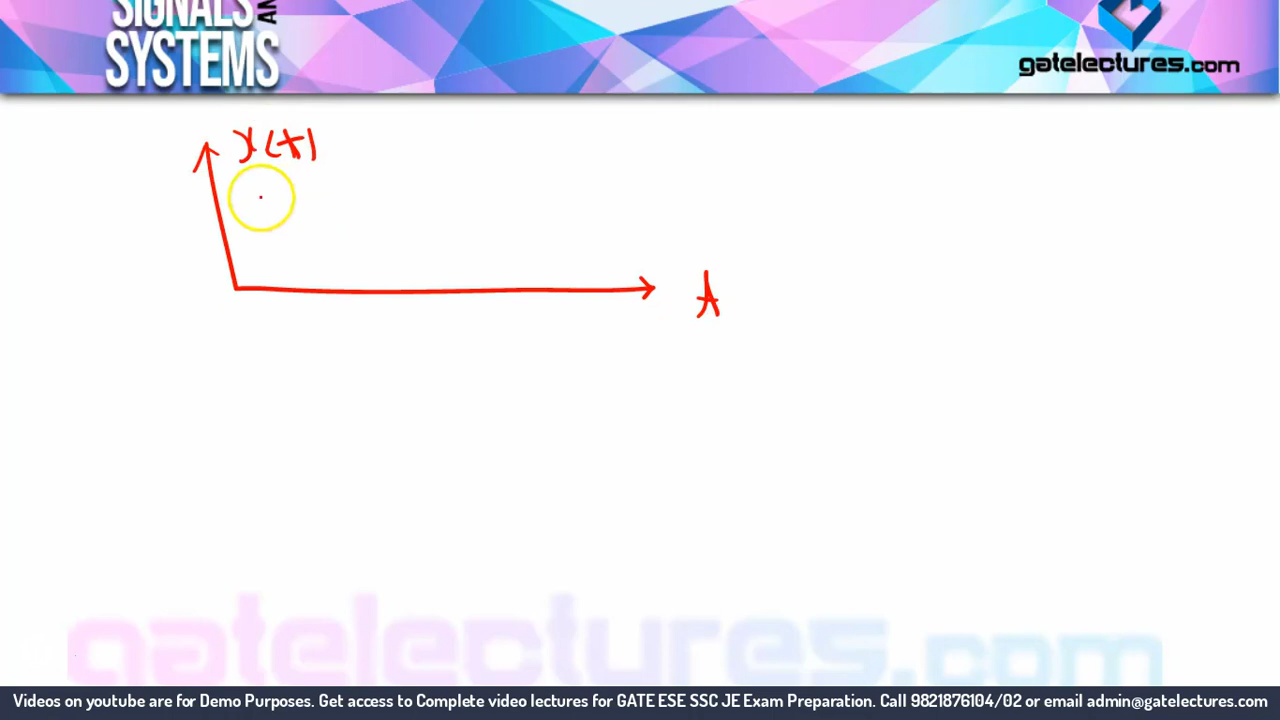 SIGNALS AND
SYSTEMS
gatelectures.com
x(t)
t
gatelectures.com
Videos on youtube are for Demo Purposes. Get access to Complete video lectures for GATE ESE SSC JE Exam Preparation. Call 9821876104/02 or email admin@gatelectures.com